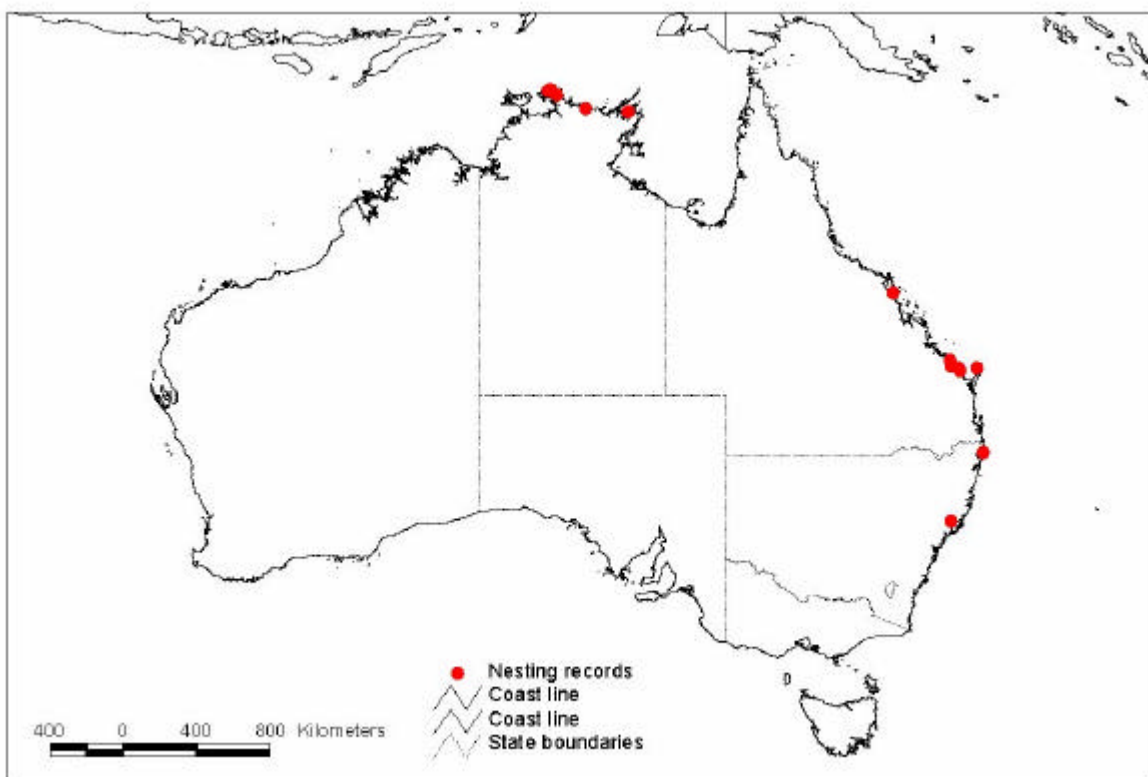 Nesting records
Coast line
Coast line
State boundaries
400 0 400 800 Kilometers